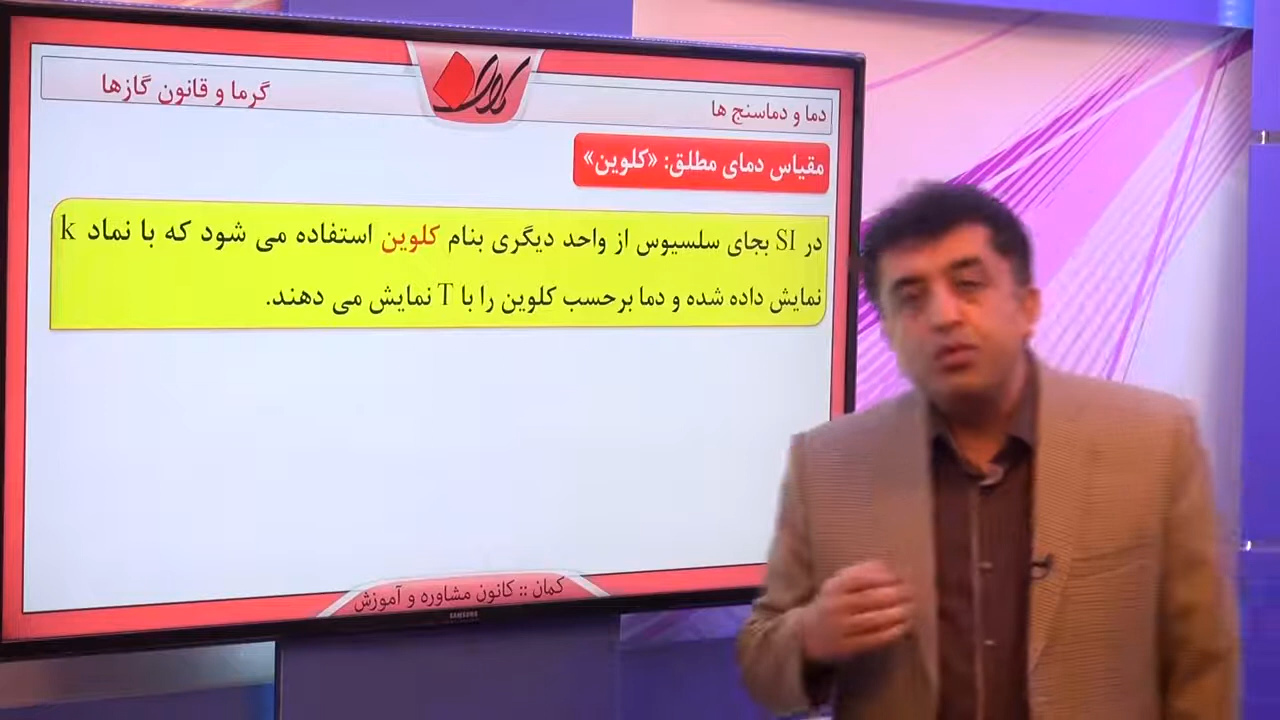 دما و دماسنج ها
گرما و قانون گازها
کمان
مقیاس دمای مطلق: «کلوین»
در SI بجای سلسیوس از واحد دیگری بنام کلوین استفاده می شود که با نماد k
نمایش داده شده و دما برحسب کلوین را با T نمایش می دهند.
کمان :: کانون مشاوره و آموزش
SAMSUNG